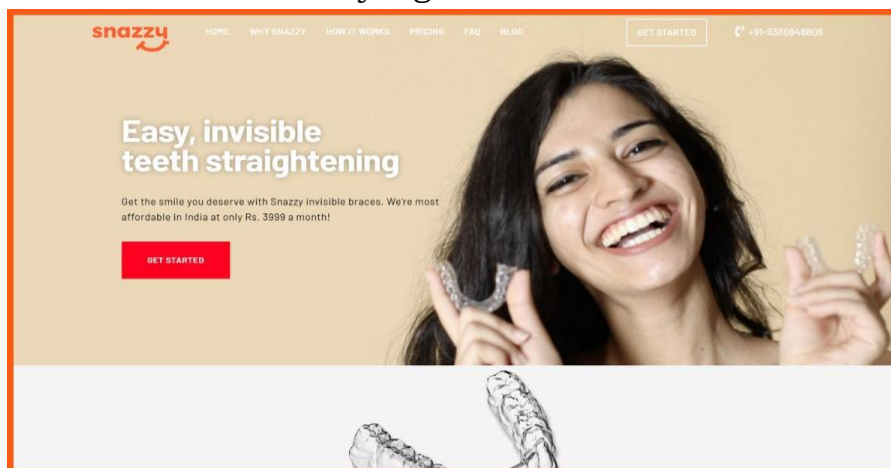 snazzy
HOME WHY SNAZZY HOW IT WORKS PRICING FAQ BLOG GET STARTED +91-9380946806
Easy, invisible
teeth straightening
Get the smile you deserve with Snazzy invisible braces. We're most
affordable in India at only Rs. 3999 a month!
GET STARTED